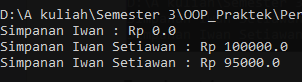 D:\A kuliah\Semester 3\OOP_Praktek\Per
Simpanan Iwan : Rp 0.0
Simpanan Iwan Setiawan : Rp 100000.0
Simpanan Iwan Setiawan : Rp 95000.0